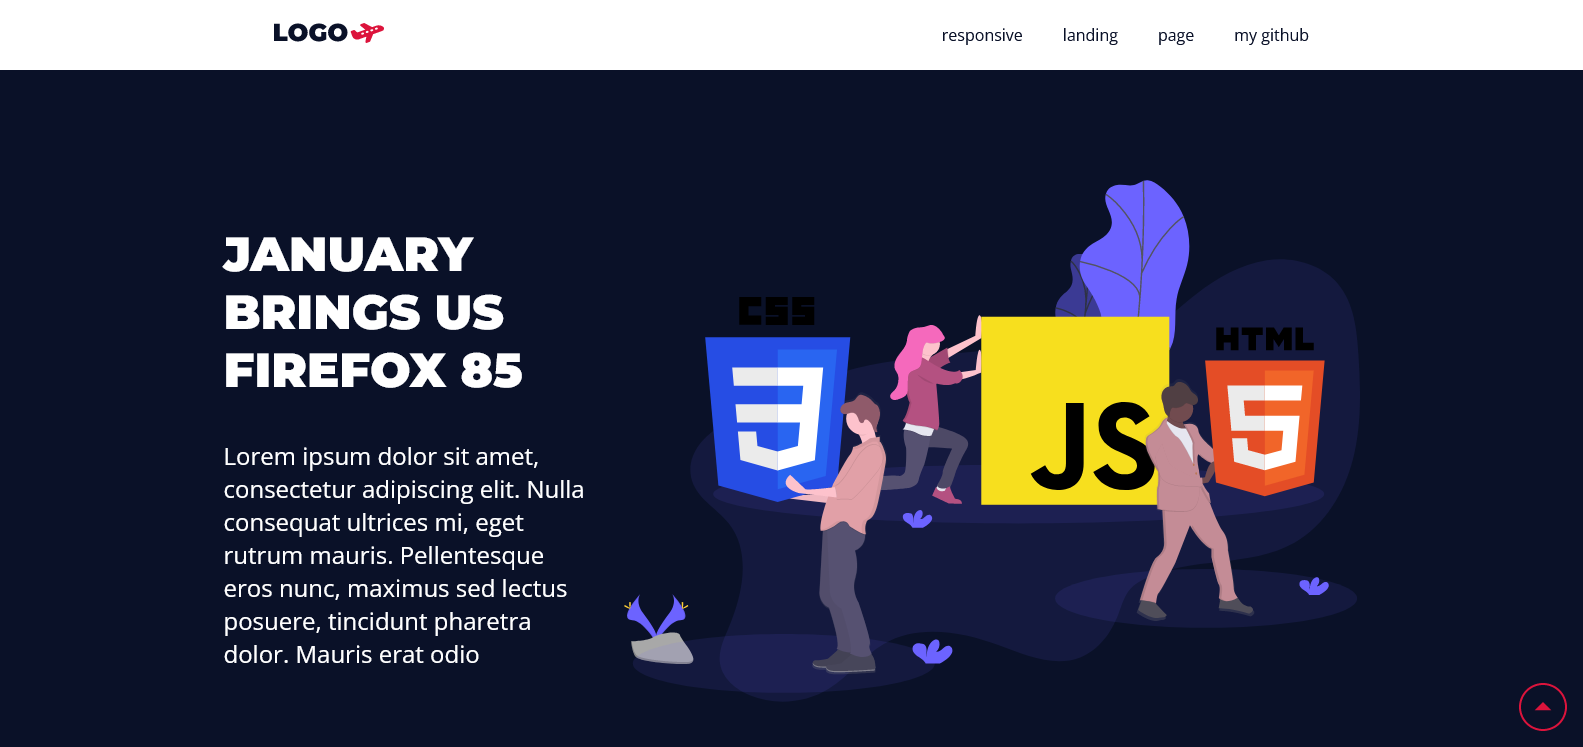 LOGO
responsive landing page my github
JANUARY
BRINGS US
FIREFOX 85
Lorem ipsum dolor sit amet,
consectetur adipiscing elit. Nulla
consequat ultrices mi, eget
rutrum mauris. Pellentesque
eros nunc, maximus sed lectus
posuere, tincidunt pharetra
dolor. Mauris erat odio
CSS
3
JS
HTML
5